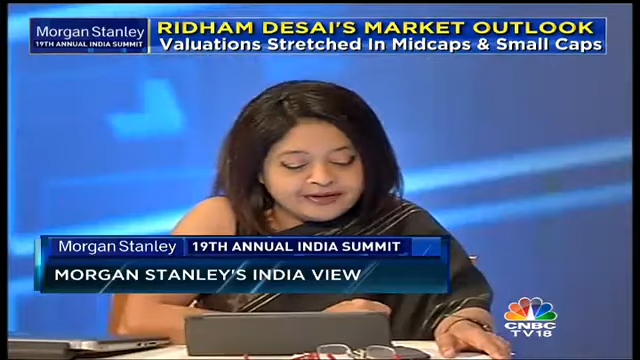 Morgan Stanley
19TH ANNUAL INDIA SUMMIT
RIDHAM DESAI'S MARKET OUTLOOK
Valuations Stretched In Midcaps & Small Caps
Morgan Stanley
19TH ANNUAL INDIA SUMMIT
MORGAN STANLEY'S INDIA VIEW
CNBC
TV18